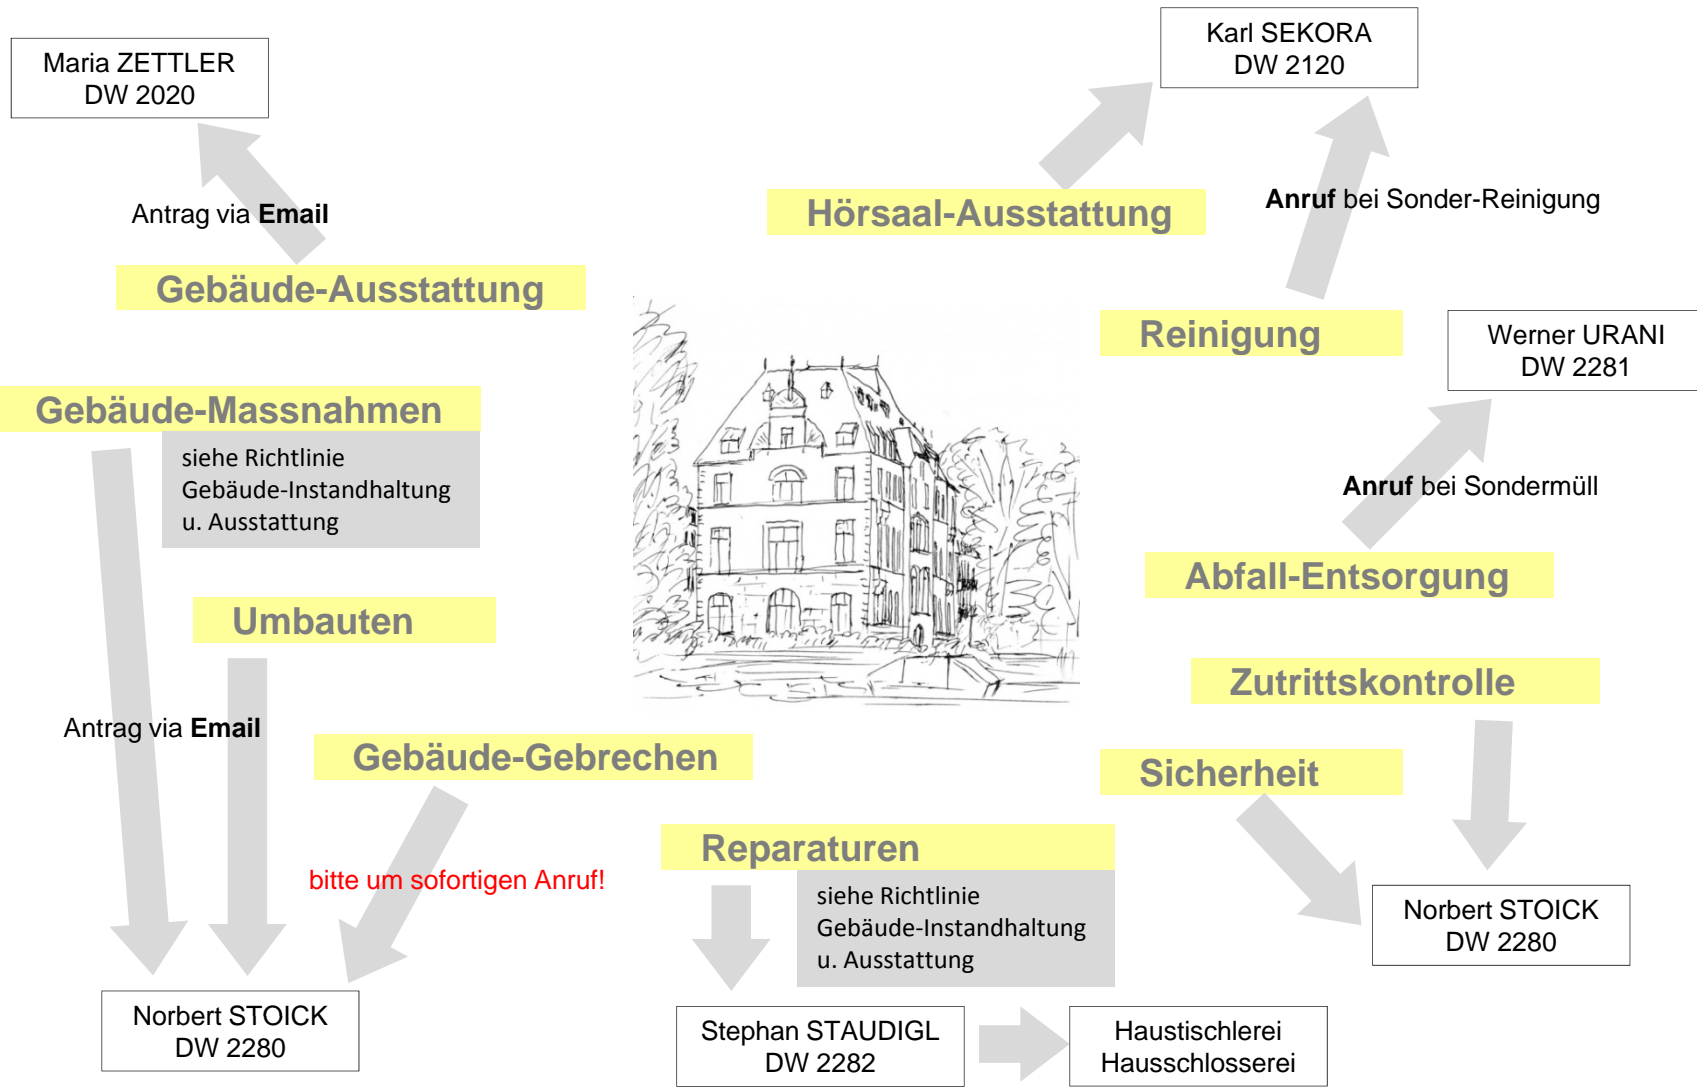 Maria ZETTLER
DW 2020
Karl SEKORA
DW 2120
Antrag via Email
Hörsaal-Ausstattung
Anruf bei Sonder-Reinigung
Gebäude-Ausstattung
Reinigung
Werner URANI
DW 2281
Gebäude-Massnahmen
siehe Richtlinie
Gebäude-Instandhaltung
u. Ausstattung
Anruf bei Sondermüll
Abfall-Entsorgung
Umbauten
Zutrittskontrolle
Antrag via Email
Gebäude-Gebrechen
Sicherheit
bitte um sofortigen Anruf!
Reparaturen
siehe Richtlinie
Gebäude-Instandhaltung
u. Ausstattung
Norbert STOICK
DW 2280
Norbert STOICK
DW 2280
Stephan STAUDIGL
DW 2282
Haustischlerei
Hausschlosserei